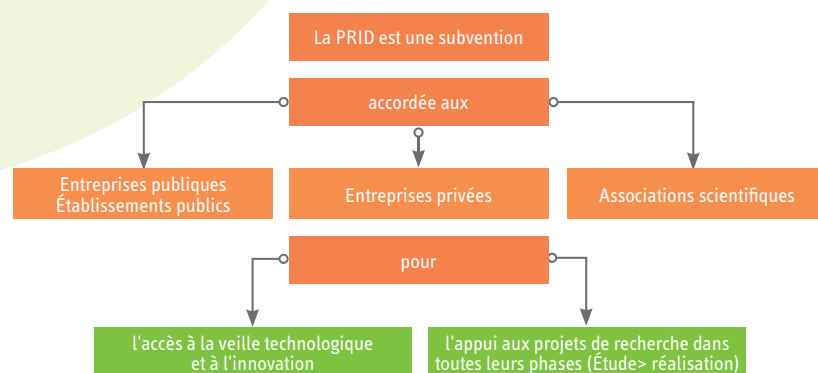 La PRID est une subvention
accordée aux
Entreprises publiques
Établissements publics
Entreprises privées
Associations scientifiques
pour
l'accès à la veille technologique
et à l'innovation
l'appui aux projets de recherche dans
toutes leurs phases (Étude> réalisation)